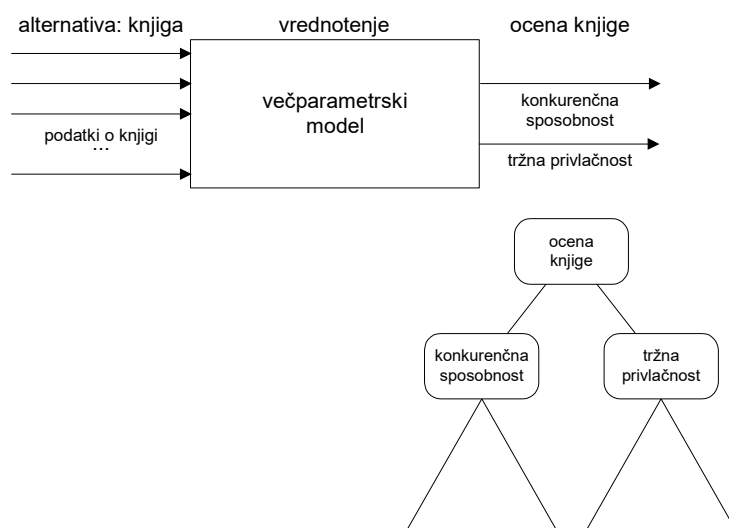 alternativa: knjiga
vrednotenje
ocena knjige
podatki o knjigi
...
večparametrski
model
konkurenčna
sposobnost
tržna privlačnost
ocena
knjige
konkurenčna
sposobnost
tržna
privlačnost